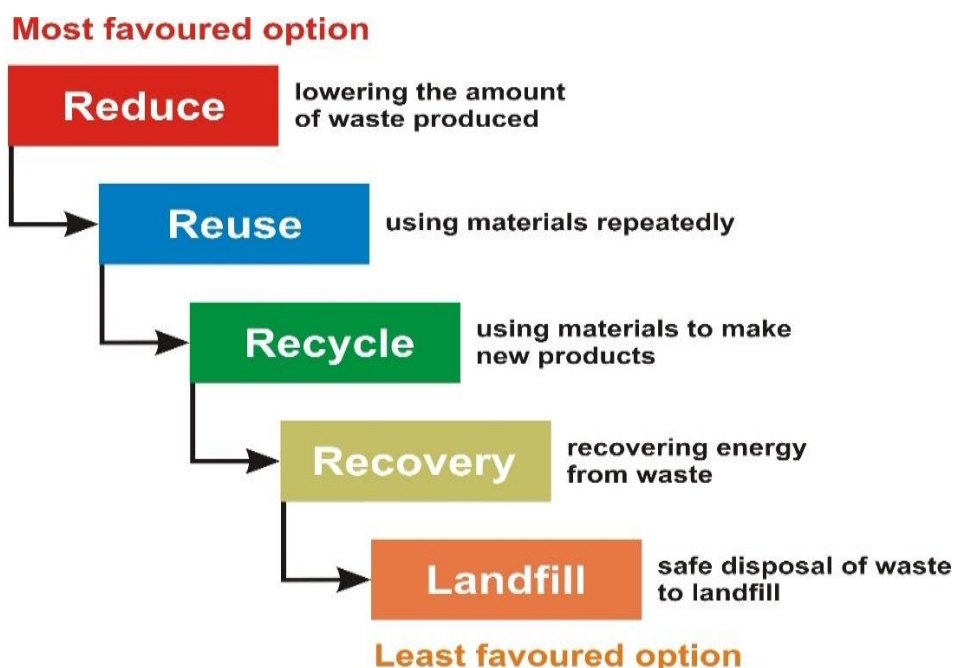 Most favoured option
Reduce
lowering the amount
of waste produced
Reuse
using materials repeatedly
Recycle
using materials to make
new products
Recovery
recovering energy
from waste
Landfill
safe disposal of waste
to landfill
Least favoured option